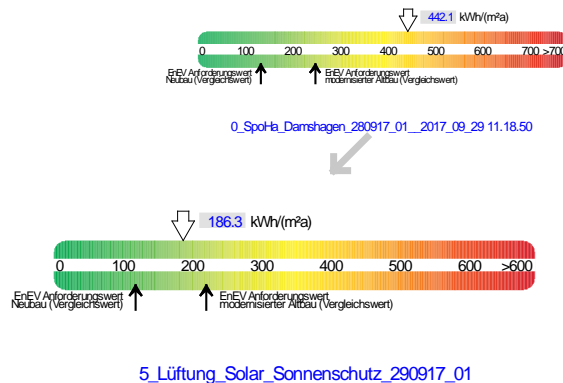 442.1 kWh/(m²a)
0 100 200 300 400 500 600 700 >700
EnEV Anforderungswert
Neubau (Vergleichswert)
EnEV Anforderungswert
modernisierter Altbau (Vergleichswert)
0_SpoHa_Damshagen_280917_01__2017_09_29 11.18.50
186.3 kWh/(m²a)
0 100 200 300 400 500 600 >600
EnEV Anforderungswert
Neubau (Vergleichswert)
EnEV Anforderungswert
modernisierter Altbau (Vergleichswert)
5_Lüftung_Solar_Sonnenschutz_290917_01